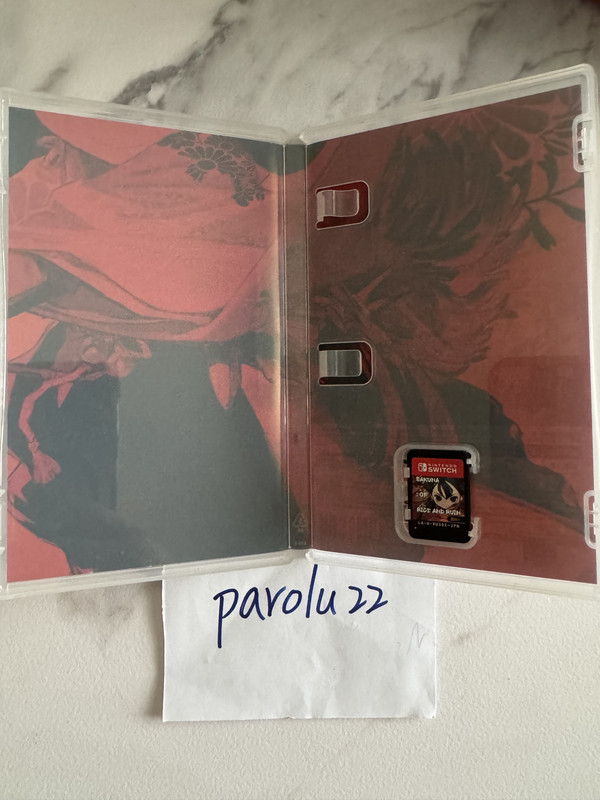 NINTENDO
SWITCH
SAKUNA
OF
RICE AND RUIN
parolu22